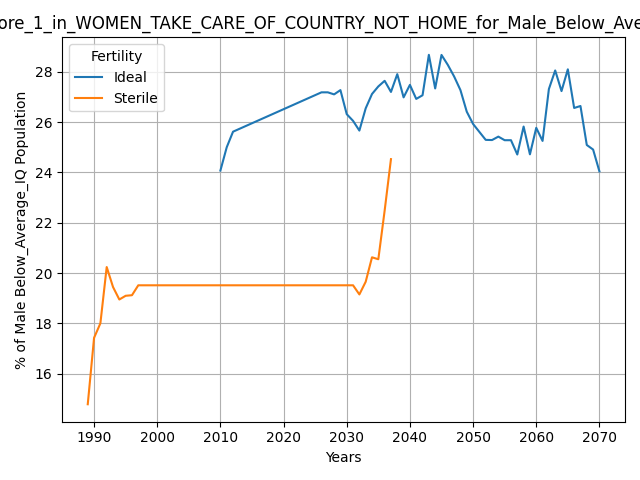 ore_1_in_WOMEN_TAKE_CARE_OF_COUNTRY_NOT_HOME_for_Male_Below_Ave
Fertility
Ideal
Sterile
% of Male Below_Average_IQ Population
28
26
24
22
20
18
16
1990 2000 2010 2020 2030 2040 2050 2060 2070
Years